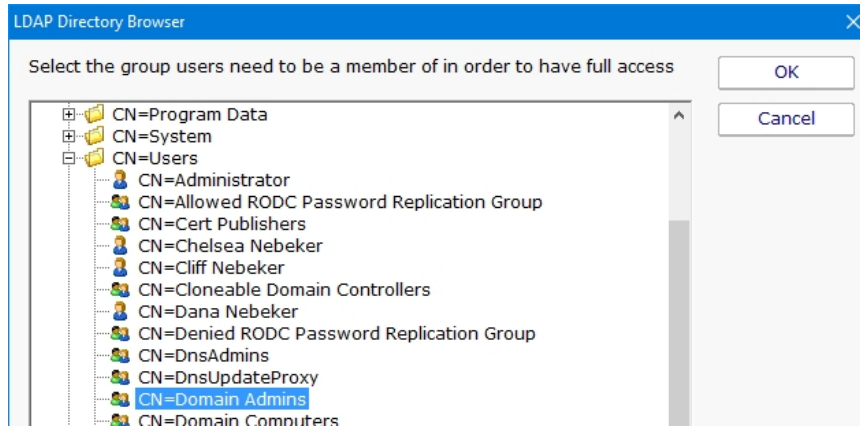 LDAP Directory Browser
Select the group users need to be a member of in order to have full access
OK
Cancel
CN=Program Data
CN=System
CN=Users
CN=Administrator
CN=Allowed RODC Password Replication Group
CN=Cert Publishers
CN=Chelsea Nebeker
CN=Cliff Nebeker
CN=Cloneable Domain Controllers
CN=Dana Nebeker
CN=Denied RODC Password Replication Group
CN=DnsAdmins
CN=DnsUpdateProxy
CN=Domain Admins
CN=Domain Computers